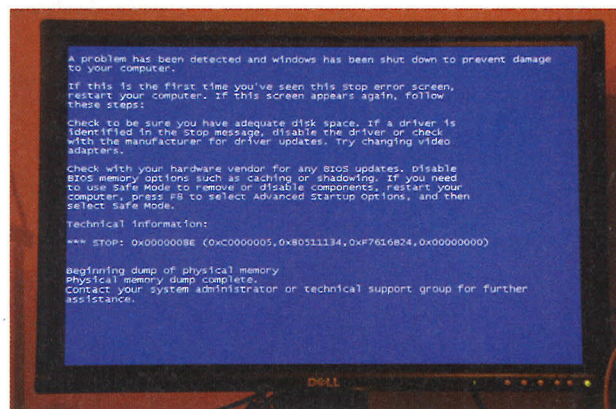 A problem has been detected and windows has been shut down to prevent damage
to your computer.
If this is the first time you've seen this Stop error screen,
restart your computer. If this screen appears again, follow
these steps:
Check to be sure you have adequate disk space. If a driver is
identified in the Stop message, disable the driver or check
with the manufacturer for driver updates. Try changing video
adapters.
Check with your hardware vendor for any BIOS updates. Disable
BIOS memory options such as caching or shadowing. If you need
to use Safe Mode to remove or disable components, restart your
computer, press F8 to select Advanced Startup Options, and then
select Safe Mode.
Technical information:
*** STOP: 0x0000008E (0xC0000005,0x80511134,0xF7616B24,0x00000000)
Beginning dump of physical memory
Physical memory dump complete.
Contact your system administrator or technical support group for further
assistance.
DELL